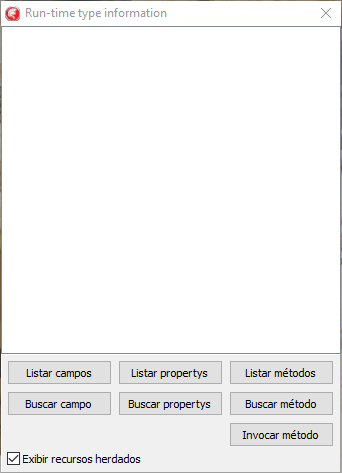 Run-time type information
Listar campos
Listar propertys
Listar métodos
Buscar campo
Buscar propertys
Buscar método
Invocar método
Exibir recursos herdados